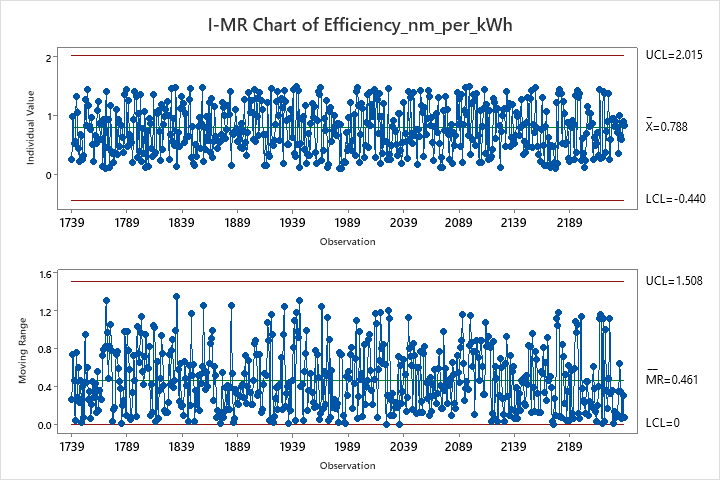 I-MR Chart of Efficiency_nm_per_kWh
Individual Value
2
1
0
UCL=2.015
_
X=0.788
LCL=-0.440
1739 1789 1839 1889 1939 1989 2039 2089 2139 2189
Observation
Moving Range
1.6
1.2
0.8
0.4
0.0
UCL=1.508
__
MR=0.461
LCL=0
1739 1789 1839 1889 1939 1989 2039 2089 2139 2189
Observation